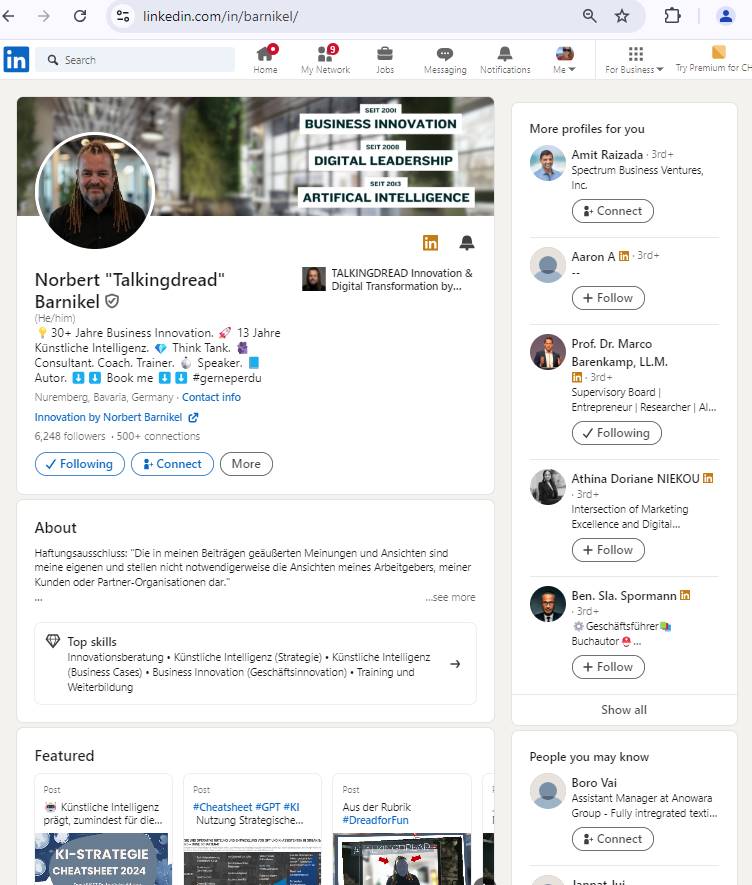 linkedin.com/in/barnikel/
in
Search
Home
9
My Network
Jobs
Messaging
Notifications
Me
For Business
Try Premium for CH
SEIT 2001
BUSINESS INNOVATION
SEIT 2008
DIGITAL LEADERSHIP
SEIT 2013
ARTIFICAL INTELLIGENCE
in
Norbert "Talkingdread"
Barnikel
(He/him)
TALKINGDREAD Innovation &
Digital Transformation by...
💡 30+ Jahre Business Innovation. 🚀 13 Jahre
Künstliche Intelligenz. 💎 Think Tank.
Consultant. Coach. Trainer. Speaker. 📘
Autor. ⬇️⬇️ Book me ⬇️⬇️ #gerneperdu
Nuremberg, Bavaria, Germany · Contact info
Innovation by Norbert Barnikel
6,248 followers · 500+ connections
Following
Connect
More
About
Haftungsausschluss: "Die in meinen Beiträgen geäußerten Meinungen und Ansichten sind
meine eigenen und stellen nicht notwendigerweise die Ansichten meines Arbeitgebers, meiner
Kunden oder Partner-Organisationen dar."
...
...see more
Top skills
Innovationsberatung • Künstliche Intelligenz (Strategie) • Künstliche Intelligenz
(Business Cases) • Business Innovation (Geschäftsinnovation) • Training und
Weiterbildung
Featured
Post
Künstliche Intelligenz
prägt, zumindest für die...
KI-STRATEGIE
CHEATSHEET 2024
Post
#Cheatsheet #GPT #KI
Nutzung Strategische...
Post
Aus der Rubrik
#DreadforFun
TALKINGDREAD
More profiles for you
Amit Raizada · 3rd+
Spectrum Business Ventures,
Inc.
Connect
Aaron A in · 3rd+
--
Follow
Prof. Dr. Marco
Barenkamp, LL.M.
in · 3rd+
Supervisory Board |
Entrepreneur | Researcher | AI...
Following
Athina Doriane NIEKOU in
· 3rd+
Intersection of Marketing
Excellence and Digital...
Follow
Ben. Sla. Spormann in
· 3rd+
Geschäftsführer
Buchautor ...
Follow
Show all
People you may know
Boro Vai
Assistant Manager at Anowara
Group - Fully intregrated texti...
Connect